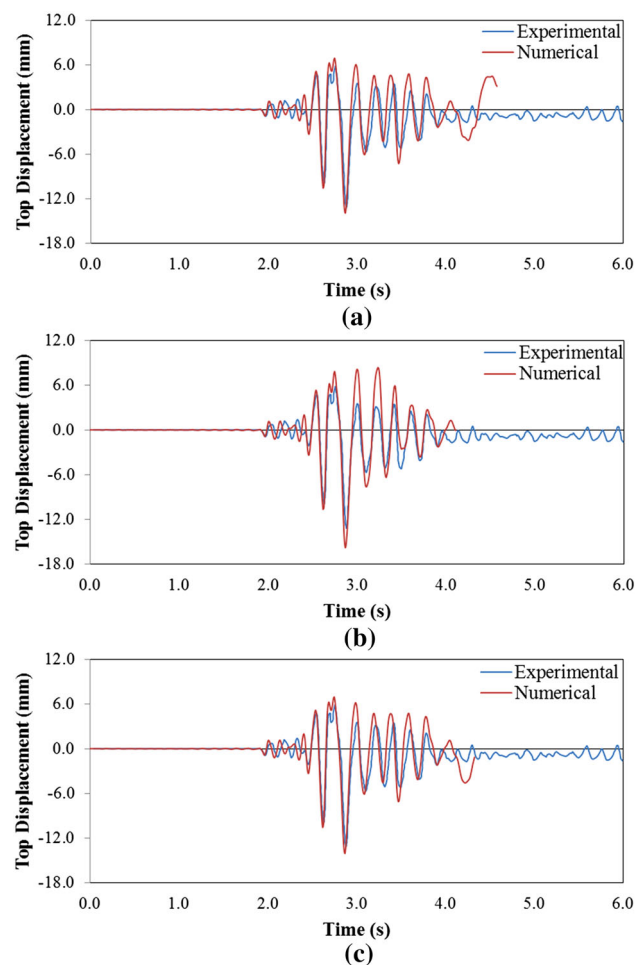 12.0
6.0
0.0
-6.0
-12.0
-18.0
Top Displacement (mm)
Experimental
Numerical
0.0 1.0 2.0 3.0 4.0 5.0 6.0
Time (s)
(a)
12.0
6.0
0.0
-6.0
-12.0
-18.0
Top Displacement (mm)
Experimental
Numerical
0.0 1.0 2.0 3.0 4.0 5.0 6.0
Time (s)
(b)
12.0
6.0
0.0
-6.0
-12.0
-18.0
Top Displacement (mm)
Experimental
Numerical
0.0 1.0 2.0 3.0 4.0 5.0 6.0
Time (s)
(c)